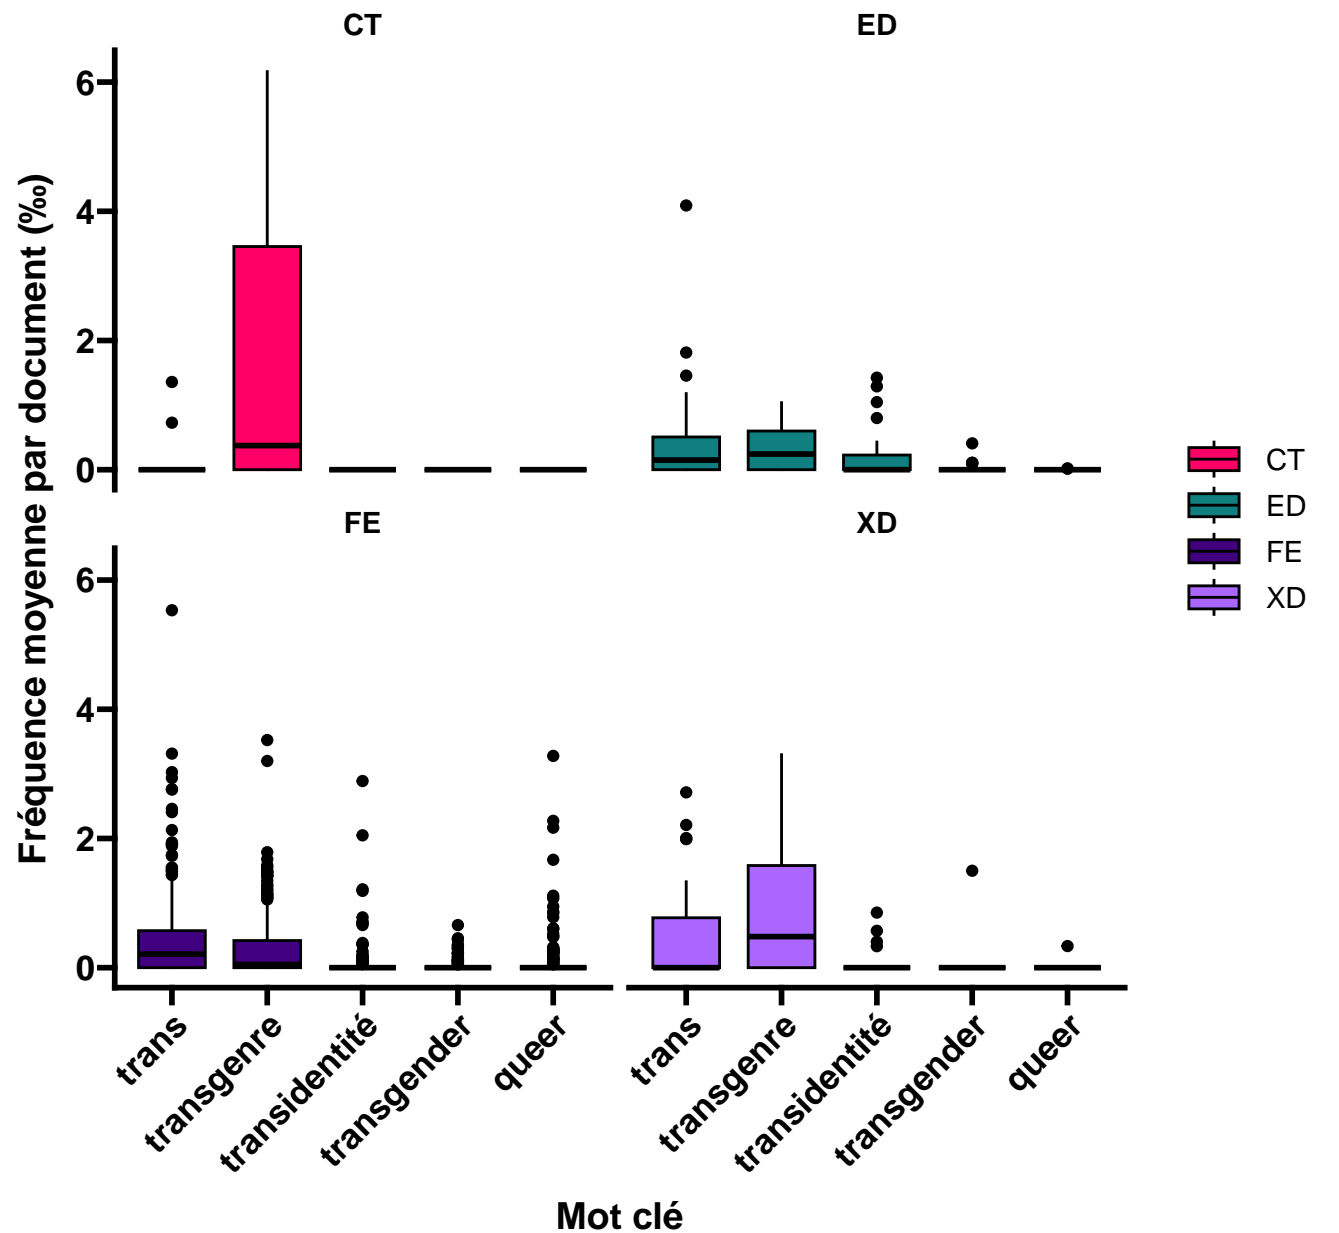 CT
ED
6
4
2
0
FE
XD
6
4
2
0
Fréquence moyenne par document (‰)
trans
transgenre
transidentité
transgender
queer
trans
transgenre
transidentité
transgender
queer
Mot clé
CT
ED
FE
XD